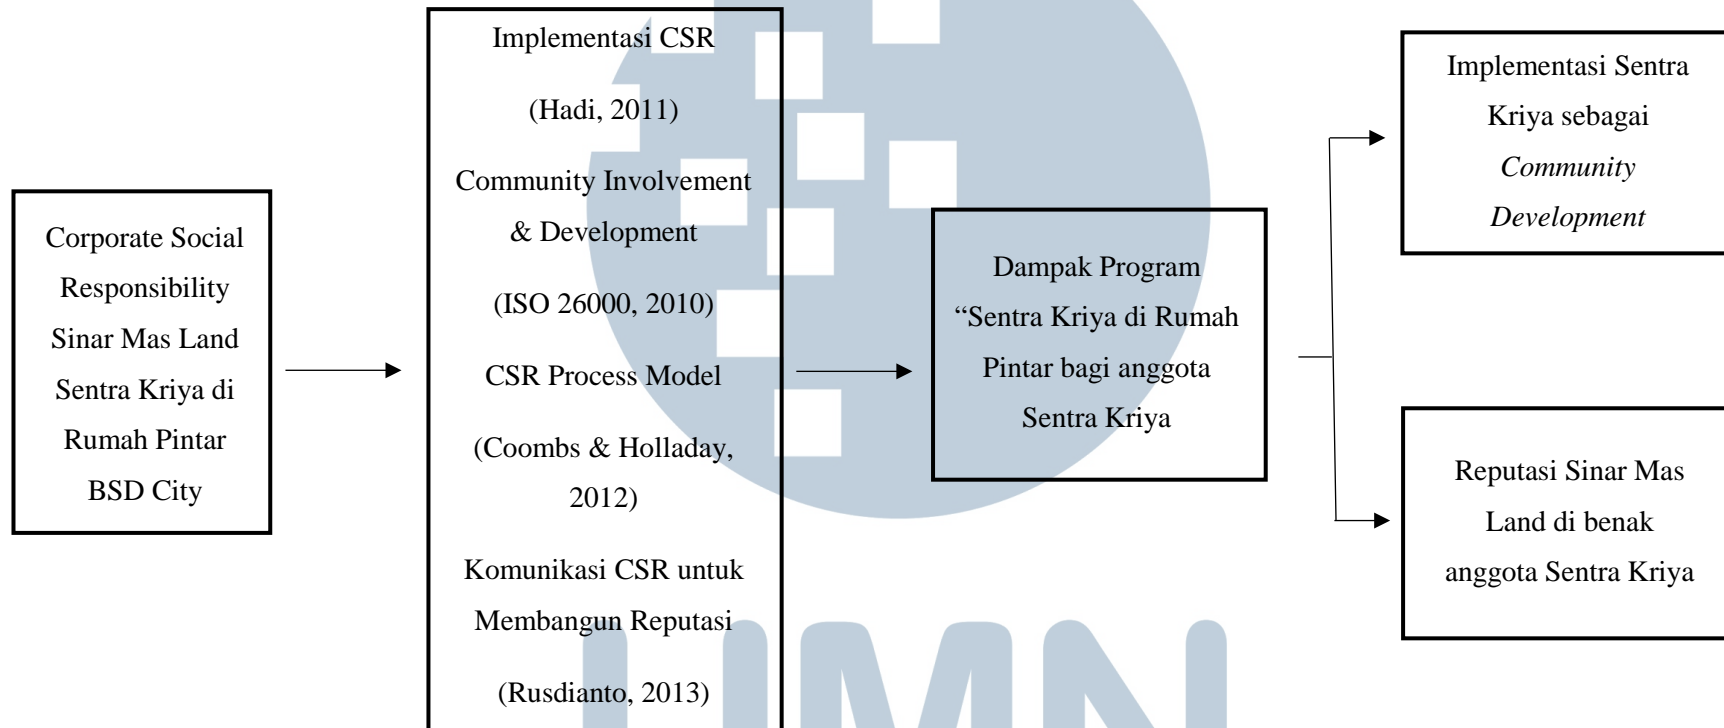 Corporate Social
Responsibility
Sinar Mas Land
Sentra Kriya di
Rumah Pintar
BSD City
Implementasi CSR
(Hadi, 2011)
Community Involvement
& Development
(ISO 26000, 2010)
CSR Process Model
(Coombs & Holladay,
2012)
Komunikasi CSR untuk
Membangun Reputasi
(Rusdianto, 2013)
Dampak Program
“Sentra Kriya di Rumah
Pintar bagi anggota
Sentra Kriya
Implementasi Sentra
Kriya sebagai
Community
Development
Reputasi Sinar Mas
Land di benak
anggota Sentra Kriya
UMN